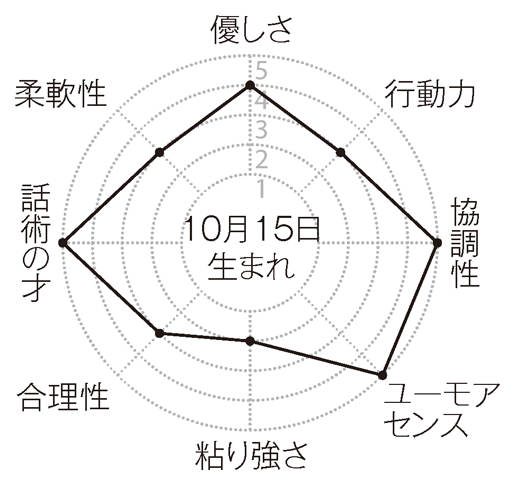 優しさ
柔軟性
行動力
5
4
3
2
1
話術の才
10月15日
生まれ
協調性
合理性
ユーモア
センス
粘り強さ